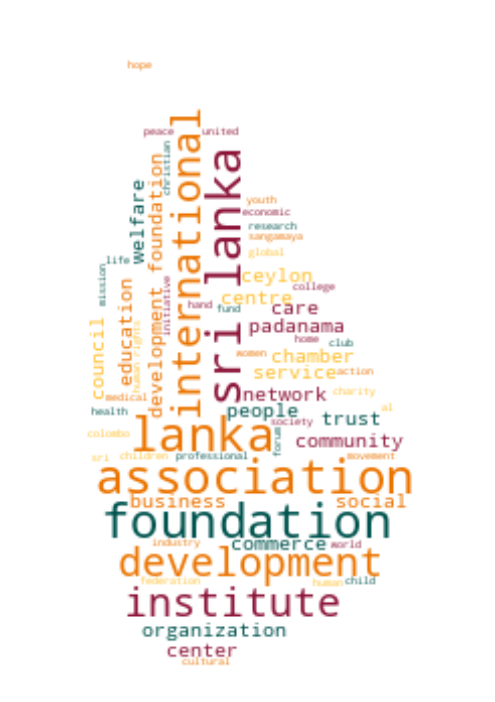 hope
peace
united
international
sri lanka
christian
development foundation
welfare
youth
economic
research
sangamaya
global
life
mission
ceylon
college
centre
initiative
education
hand
fund
care
padanama
human rights
council
home
club
women
chamber
service
action
medical
network
charity
health
people
al
society
trust
lanka
colombo
forum
community
sri
children
professional
movement
association
business
social
foundation
industry
commerce
world
development
federation
human
child
institute
organization
center
cultural